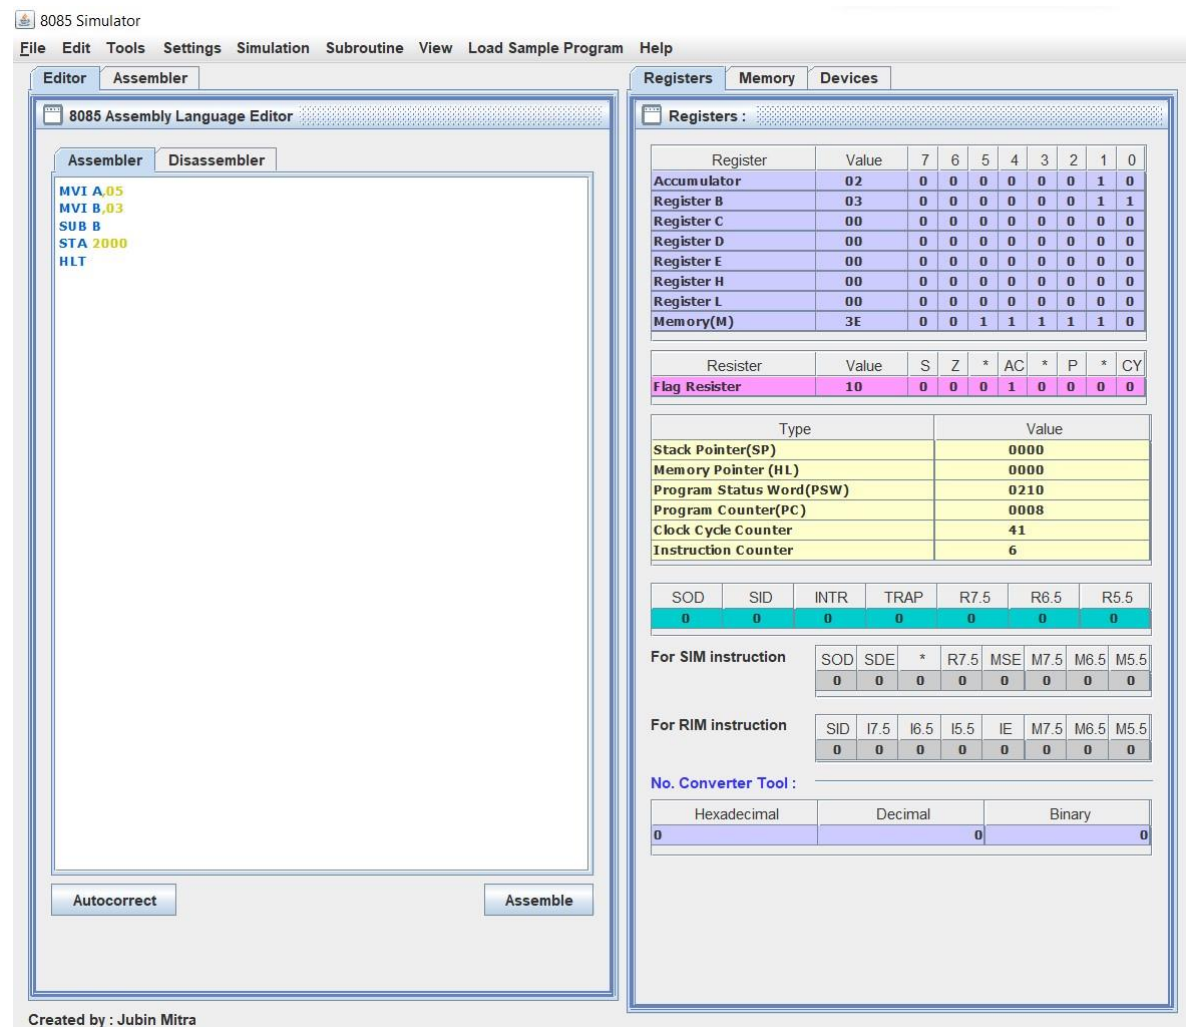 8085 Simulator
File Edit Tools Settings Simulation Subroutine View Load Sample Program Help
Editor Assembler
8085 Assembly Language Editor
Assembler Disassembler
MVI A,05
MVI B,03
SUB B
STA 2000
HLT
Autocorrect Assemble
Registers Memory Devices
Registers :
Register Value 7 6 5 4 3 2 1 0
Accumulator 02 0 0 0 0 0 0 1 0
Register B 03 0 0 0 0 0 0 1 1
Register C 00 0 0 0 0 0 0 0 0
Register D 00 0 0 0 0 0 0 0 0
Register E 00 0 0 0 0 0 0 0 0
Register H 00 0 0 0 0 0 0 0 0
Register L 00 0 0 0 0 0 0 0 0
Memory(M) 3E 0 0 1 1 1 1 1 0
Resister Value S Z * AC * P * CY
Flag Resister 10 0 0 0 1 0 0 0 0
Type Value
Stack Pointer(SP) 0000
Memory Pointer (HL) 0000
Program Status Word(PSW) 0210
Program Counter(PC) 0008
Clock Cycle Counter 41
Instruction Counter 6
SOD SID INTR TRAP R7.5 R6.5 R5.5
0 0 0 0 0 0 0
For SIM instruction SOD SDE * R7.5 MSE M7.5 M6.5 M5.5
0 0 0 0 0 0 0 0
For RIM instruction SID I7.5 I6.5 I5.5 IE M7.5 M6.5 M5.5
0 0 0 0 0 0 0 0
No. Converter Tool :
Hexadecimal Decimal Binary
0 0 0
Created by : Jubin Mitra